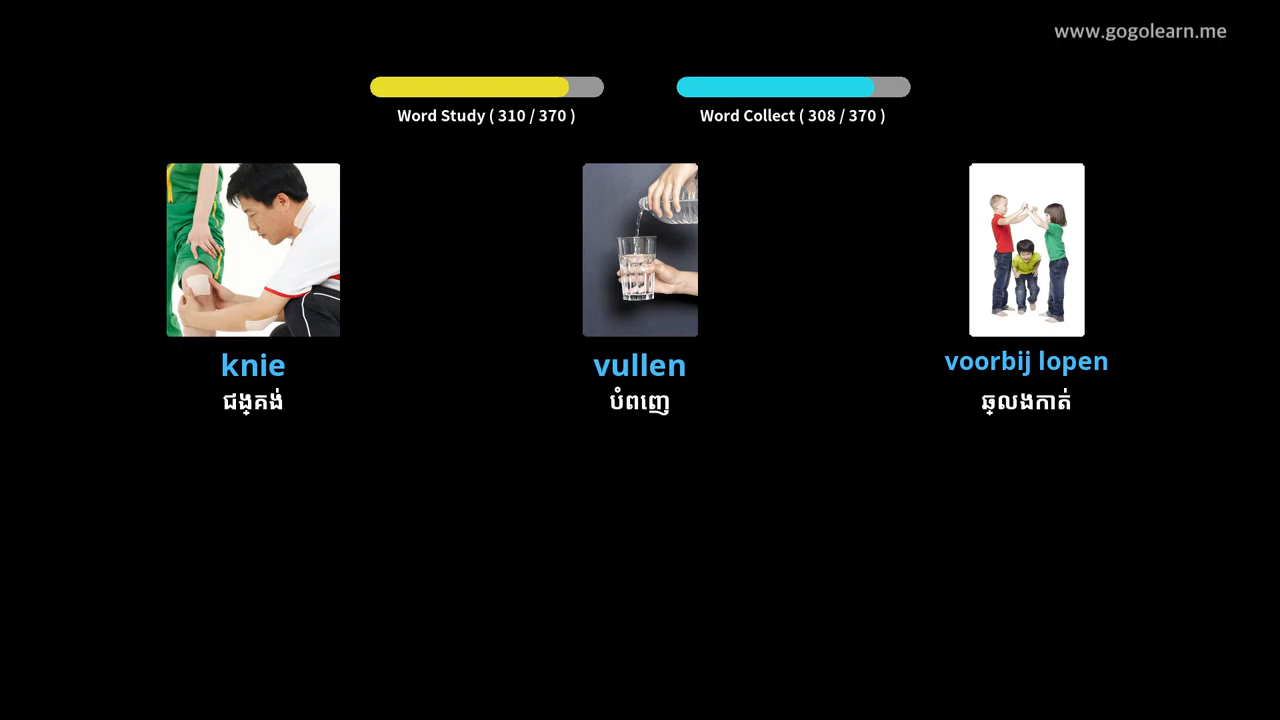 www.gogolearn.me
Word Study ( 310 / 370 )
Word Collect ( 308 / 370 )
knie
vullen
voorbij lopen
ជង្គង់
បំពញេ
ឆ្លងកាត់